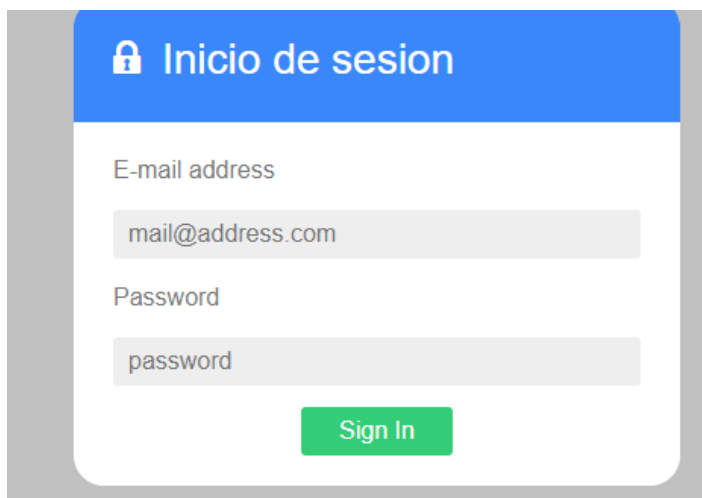 Inicio de sesion
E-mail address
mail@address.com
Password
password
Sign In